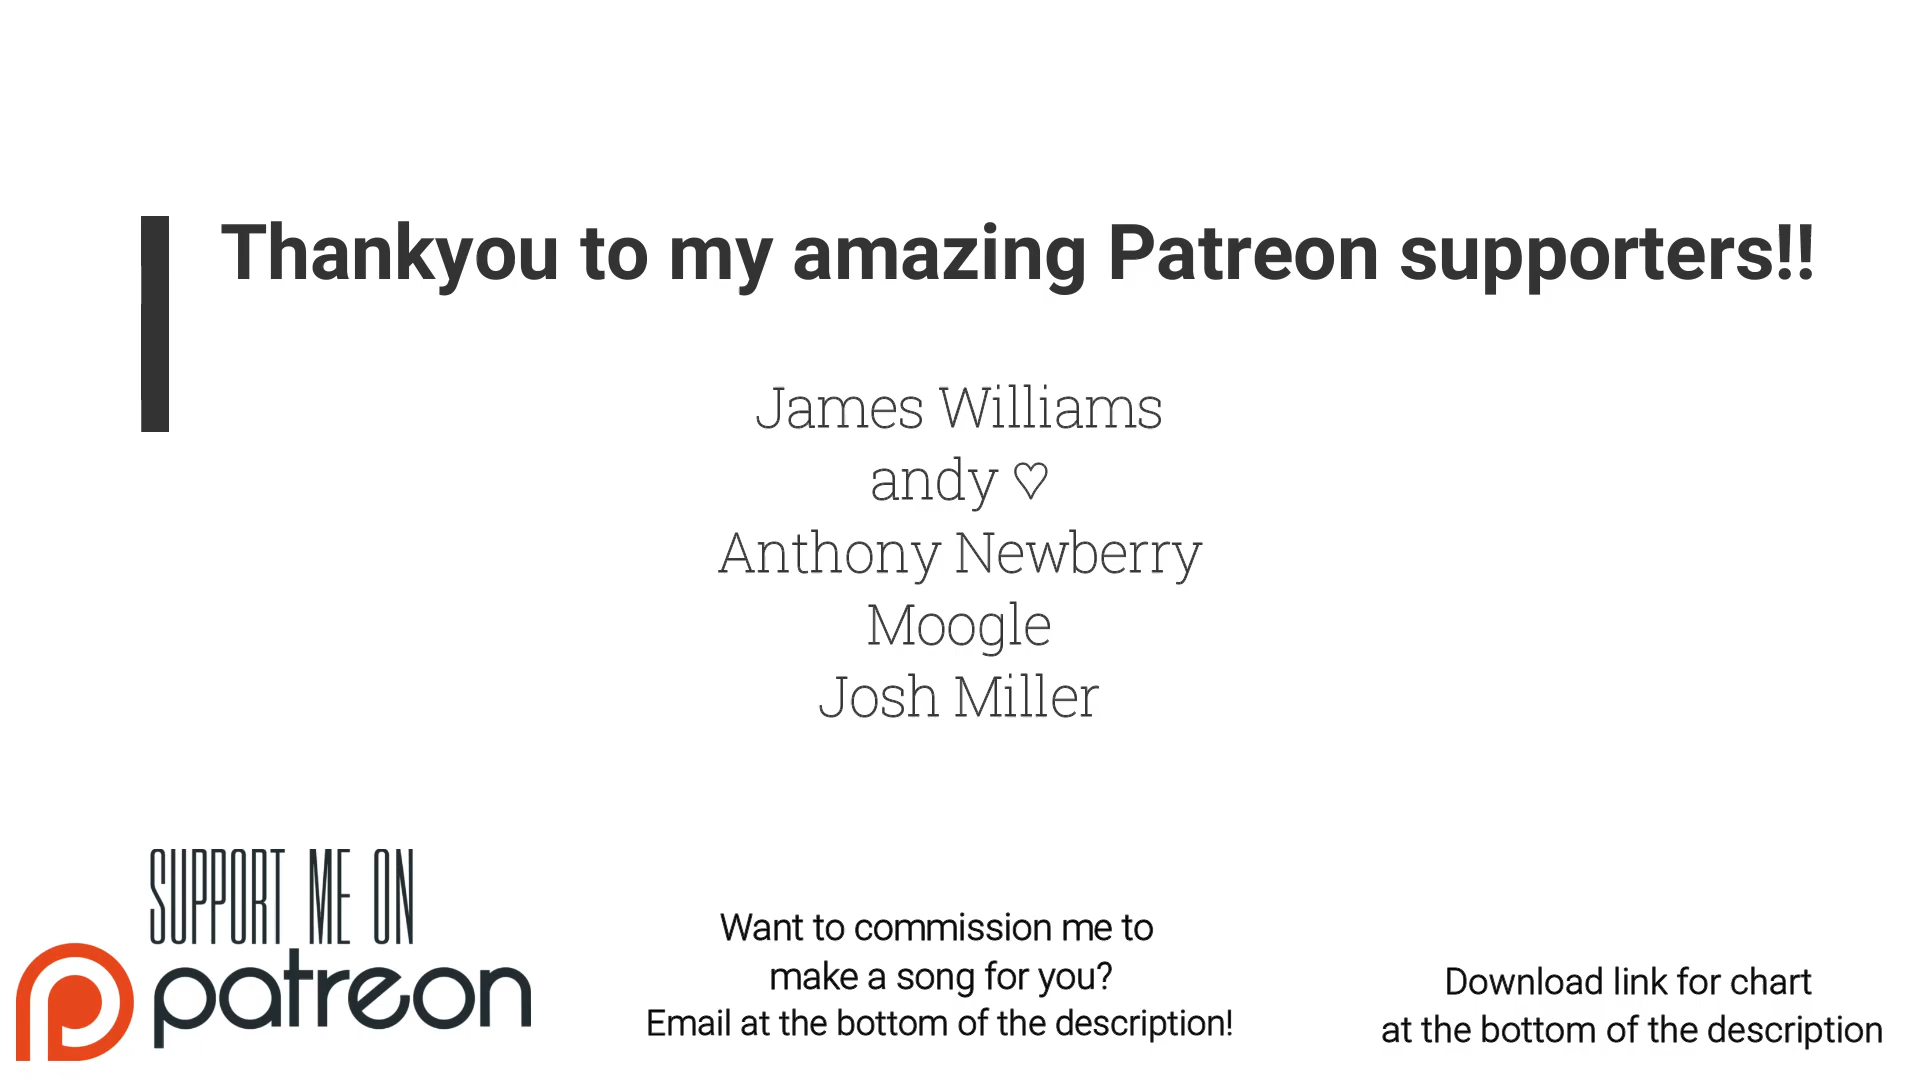 Thankyou to my amazing Patreon supporters!!
James Williams
andy ♡
Anthony Newberry
Moogle
Josh Miller
SUPPORT ME ON
patreon
Want to commission me to
make a song for you?
Email at the bottom of the description!
Download link for chart
at the bottom of the description